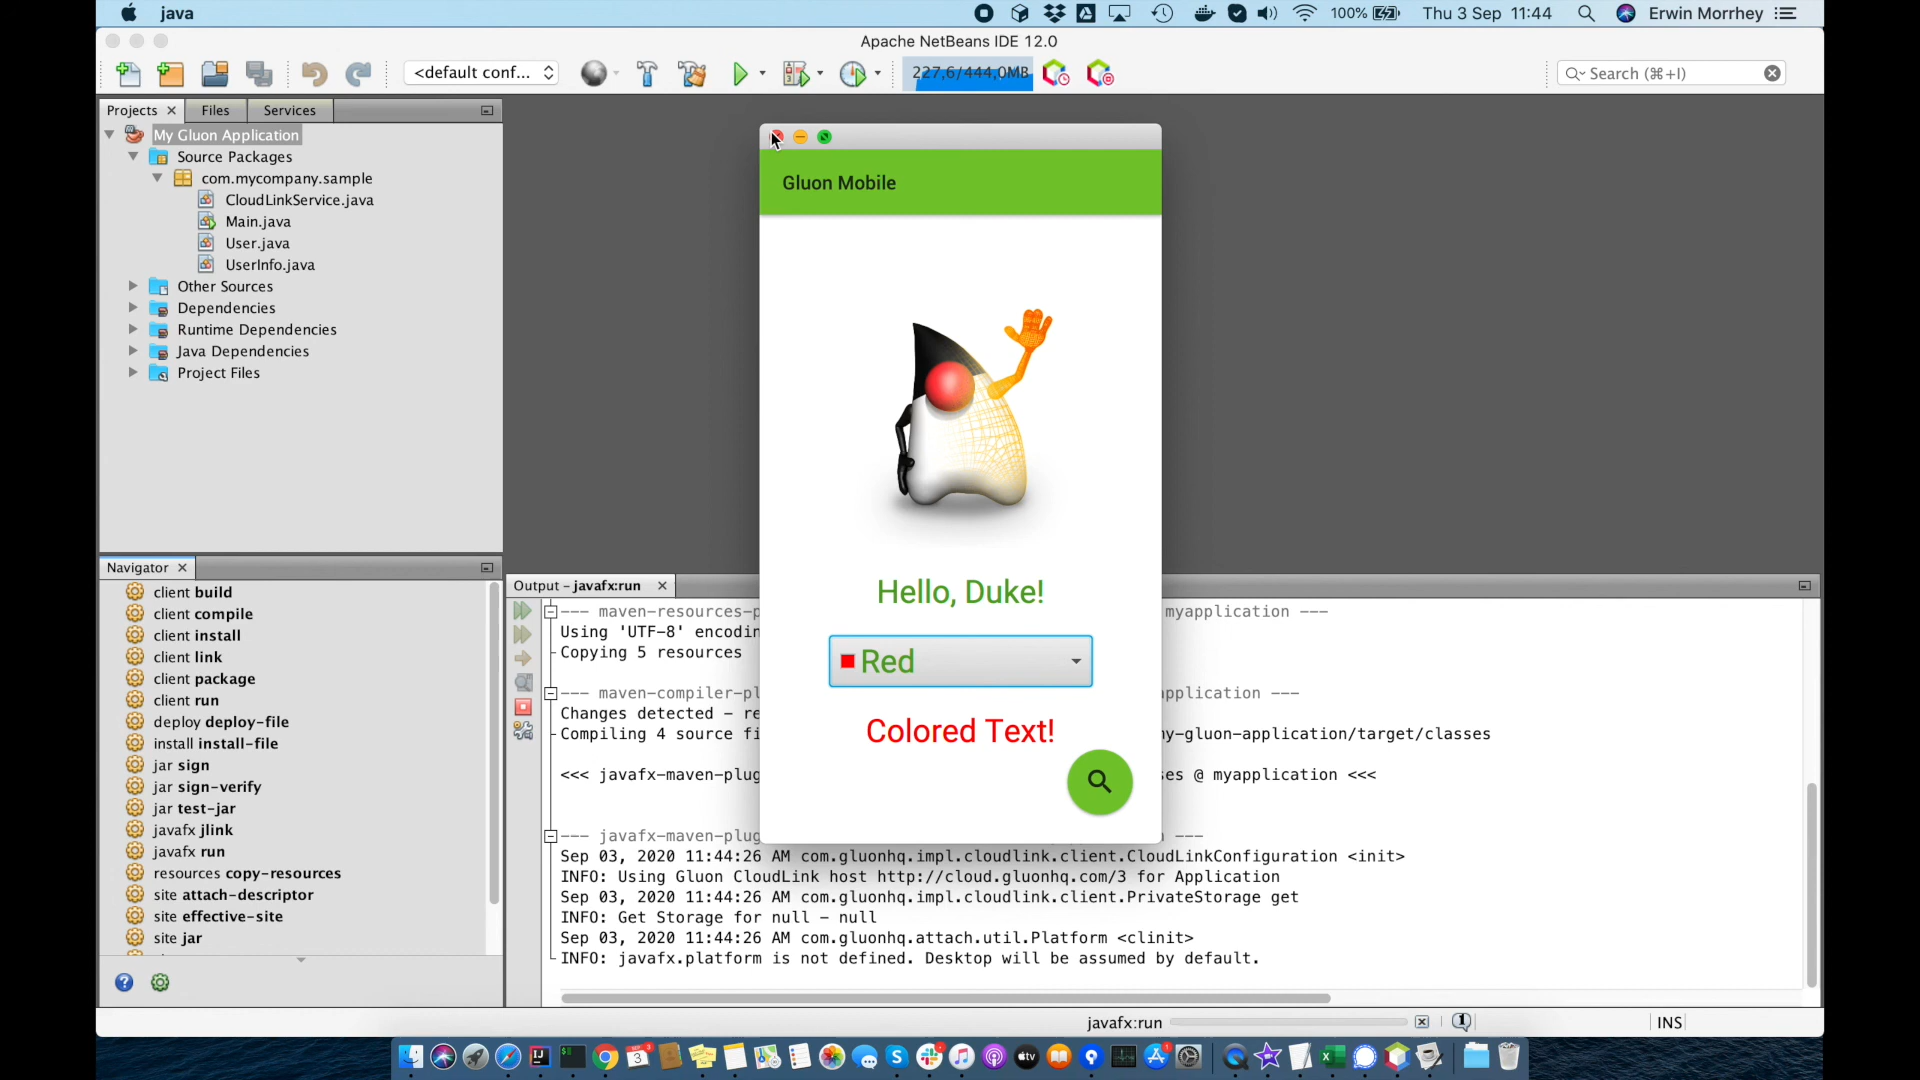 java
100%
Thu 3 Sep 11:44
Erwin Morrhey
Apache NetBeans IDE 12.0
<default conf...
227,6/444,0MB
Search (⌘+I)
Projects
Files
Services
My Gluon Application
Source Packages
com.mycompany.sample
CloudLinkService.java
Main.java
User.java
UserInfo.java
Other Sources
Dependencies
Runtime Dependencies
Java Dependencies
Project Files
Gluon Mobile
Hello, Duke!
Red
Colored Text!
Navigator
client build
client compile
client install
client link
client package
client run
deploy deploy-file
install install-file
jar sign
jar sign-verify
jar test-jar
javafx jlink
javafx run
resources copy-resources
site attach-descriptor
site effective-site
site jar
Output – javafx:run
--- maven-resources-p myapplication ---
Using 'UTF-8' encodin
Copying 5 resources
--- maven-compiler-pl application ---
Changes detected - re
Compiling 4 source fi y-gluon-application/target/classes
<<< javafx-maven-plug es @ myapplication <<<
--- javafx-maven-plug ---
Sep 03, 2020 11:44:26 AM com.gluonhq.impl.cloudlink.client.CloudLinkConfiguration <init>
INFO: Using Gluon CloudLink host http://cloud.gluonhq.com/3 for Application
Sep 03, 2020 11:44:26 AM com.gluonhq.impl.cloudlink.client.PrivateStorage get
INFO: Get Storage for null - null
Sep 03, 2020 11:44:26 AM com.gluonhq.attach.util.Platform <clinit>
INFO: javafx.platform is not defined. Desktop will be assumed by default.
javafx:run
1
INS